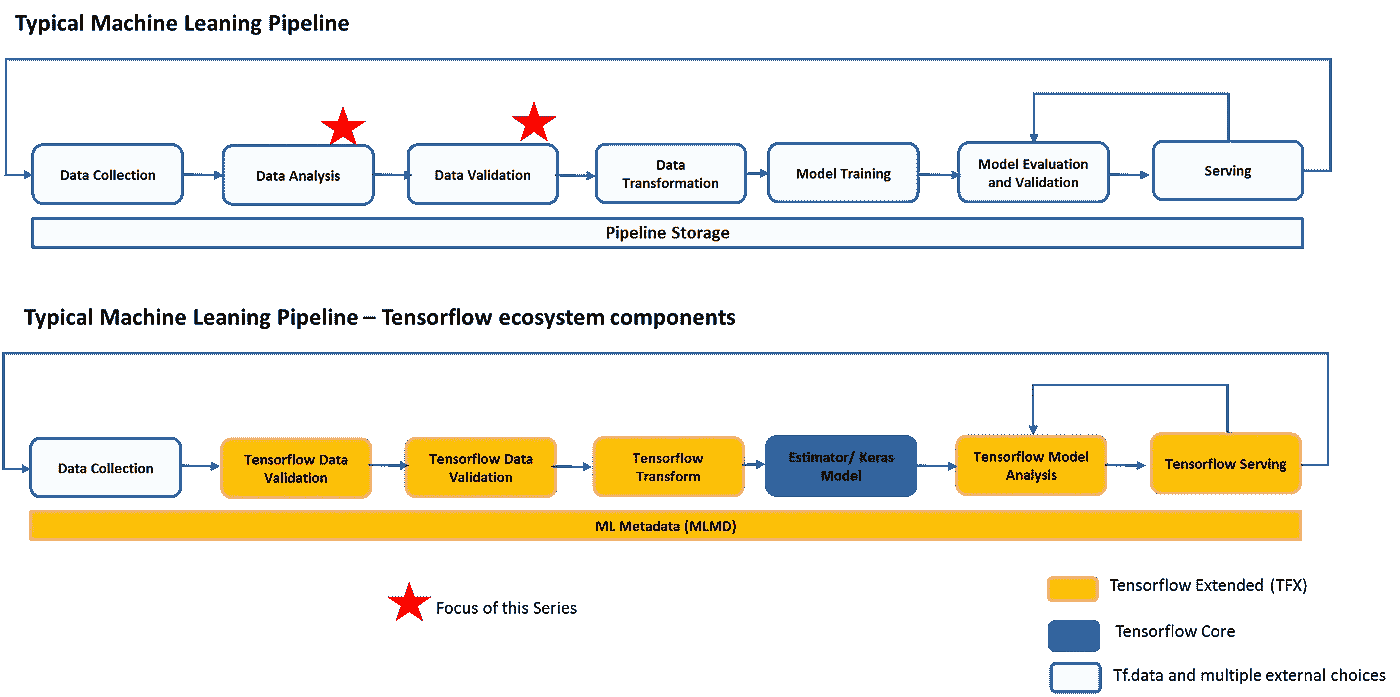 Typical Machine Leaning Pipeline
Data Collection
Data Analysis
Data Validation
Data
Transformation
Model Training
Model Evaluation
and Validation
Serving
Pipeline Storage
Typical Machine Leaning Pipeline – Tensorflow ecosystem components
Data Collection
Tensorflow Data
Validation
Tensorflow Data
Validation
Tensorflow
Transform
Estimator/ Keras
Model
Tensorflow Model
Analysis
Tensorflow Serving
ML Metadata (MLMD)
Focus of this Series
Tensorflow Extended (TFX)
Tensorflow Core
Tf.data and multiple external choices